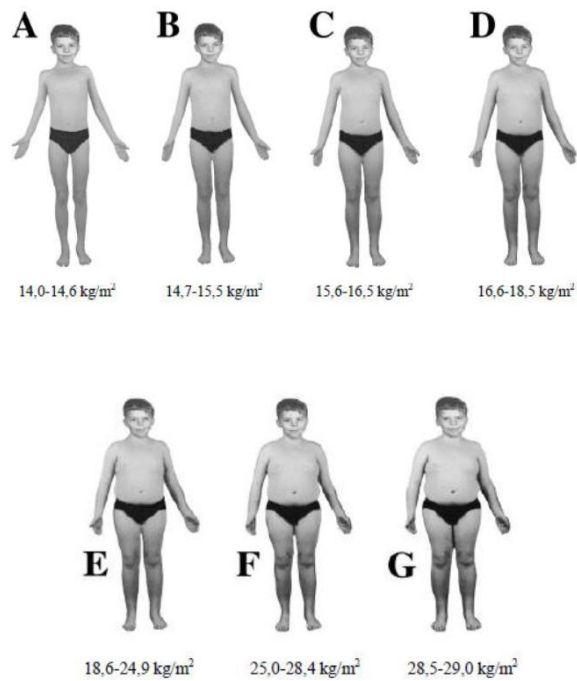 A B C D
14,0-14,6 kg/m² 14,7-15,5 kg/m² 15,6-16,5 kg/m² 16,6-18,5 kg/m²
E F G
18,6-24,9 kg/m² 25,0-28,4 kg/m² 28,5-29,0 kg/m²